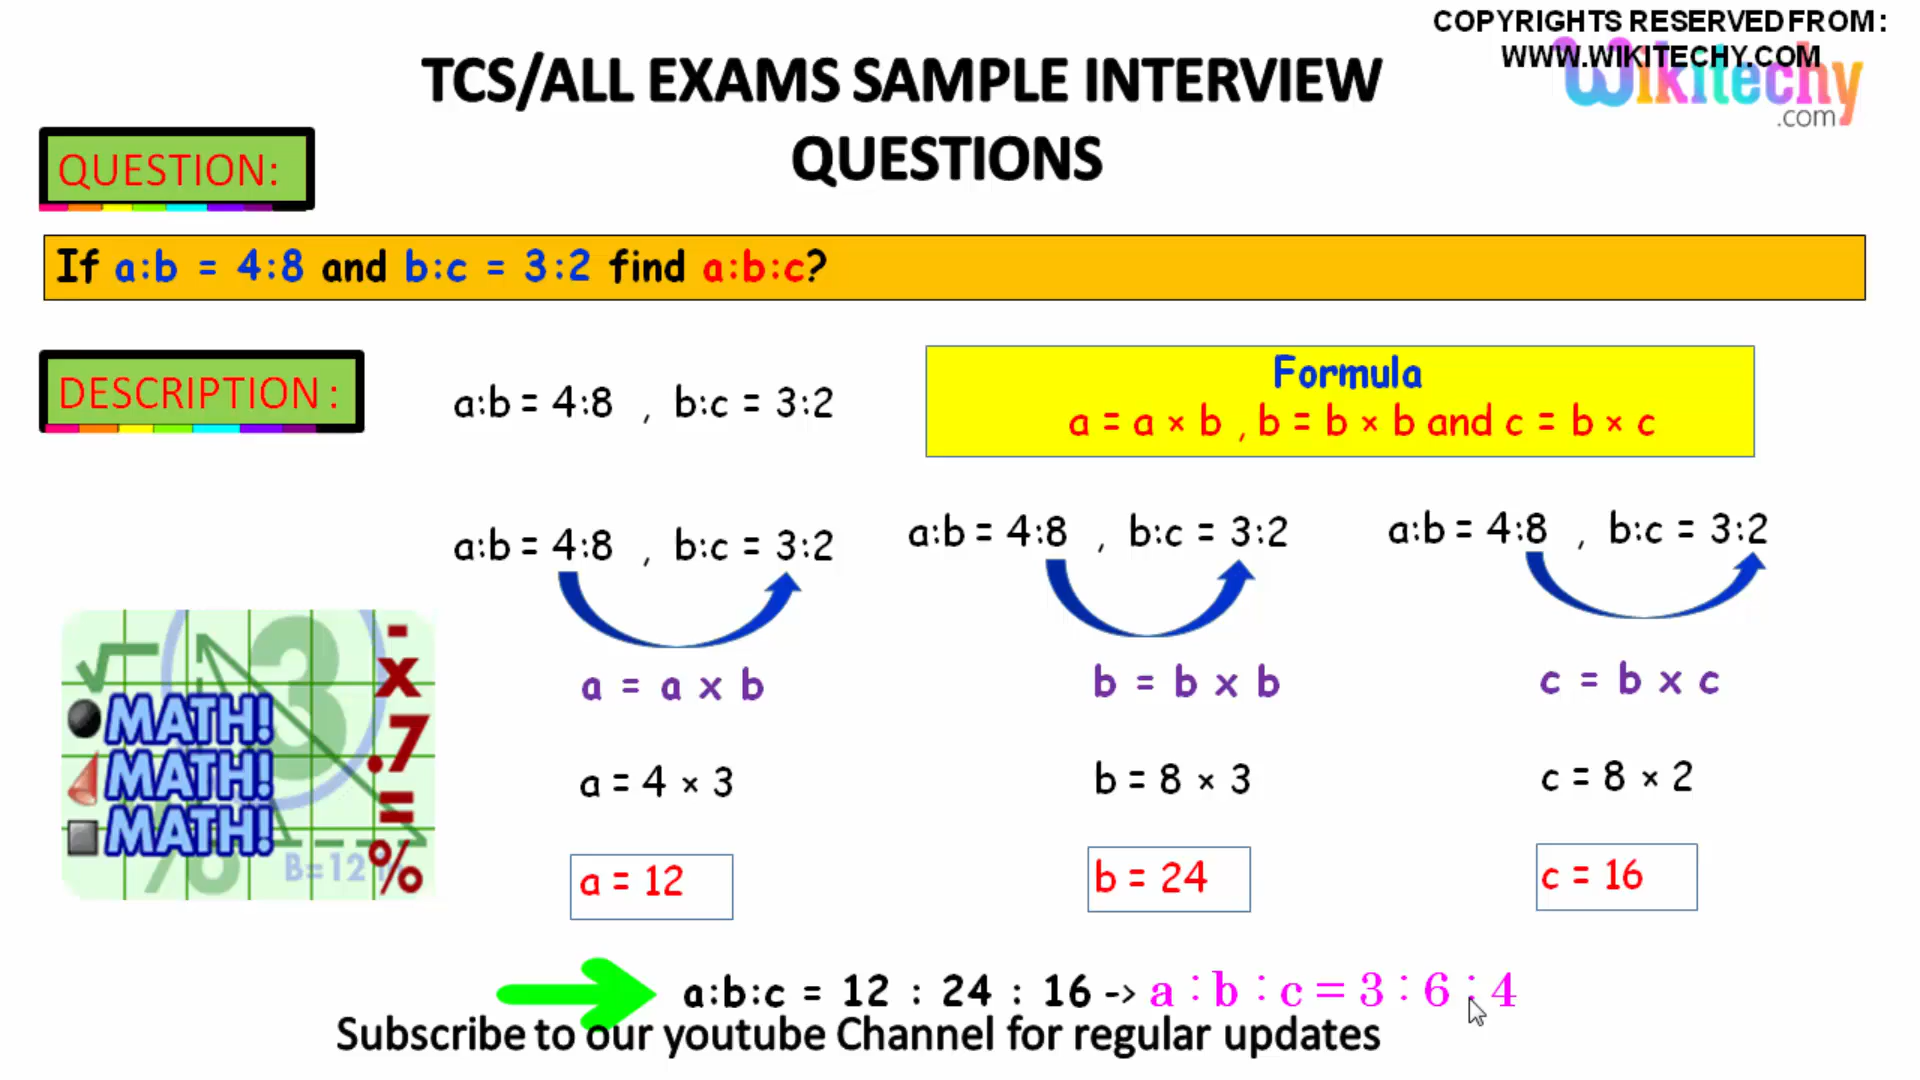 COPYRIGHTS RESERVED FROM:
WWW.WIKITECHY.COM
Wikitechy
.com
TCS/ALL EXAMS SAMPLE INTERVIEW
QUESTIONS
QUESTION:
If a:b = 4:8 and b:c = 3:2 find a:b:c?
DESCRIPTION :
a:b = 4:8 , b:c = 3:2
Formula
a = a × b , b = b × b and c = b × c
a:b = 4:8 , b:c = 3:2
a:b = 4:8 , b:c = 3:2
a:b = 4:8 , b:c = 3:2
a = a x b
b = b x b
c = b x c
a = 4 × 3
b = 8 × 3
c = 8 × 2
a = 12
b = 24
c = 16
√
3
- x .7 = %
MATH!
MATH!
MATH!
%
B=12
a:b:c = 12 : 24 : 16 -> a : b : c = 3 : 6 : 4
Subscribe to our youtube Channel for regular updates